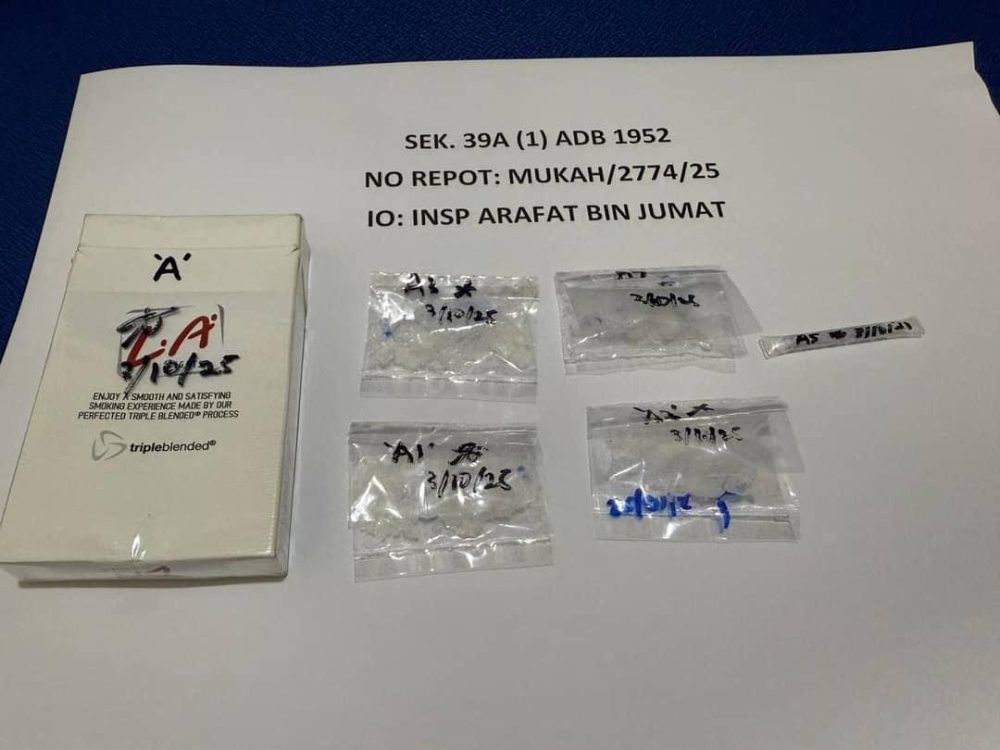 SEK. 39A (1) ADB 1952
NO REPOT: MUKAH/2774/25
IO: INSP ARAFAT BIN JUMAT
'A'
L.A
3/10/25
ENJOY A SMOOTH AND SATISFYING
SMOKING EXPERIENCE MADE BY OUR
PERFECTED TRIPLE BLENDED® PROCESS
tripleblended®
A3
3/10/25
3/10/25
A5
'A1'
3/10/25
3/10/25